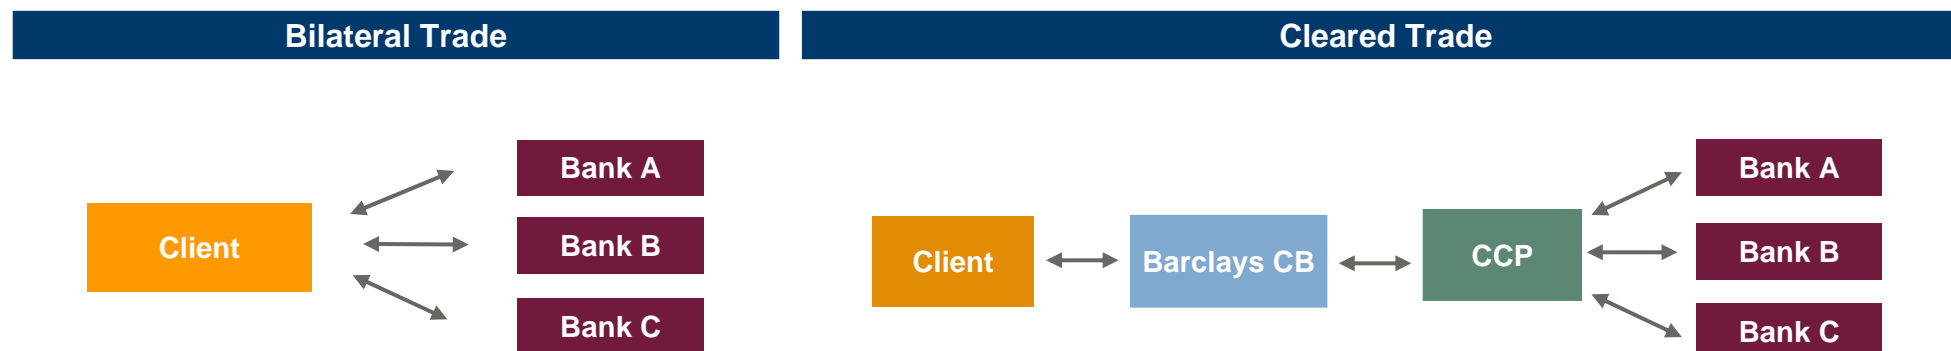 Bilateral Trade
Cleared Trade
Bank A
Client
Bank B
Bank C
Bank A
Client
Barclays CB
CCP
Bank B
Bank C